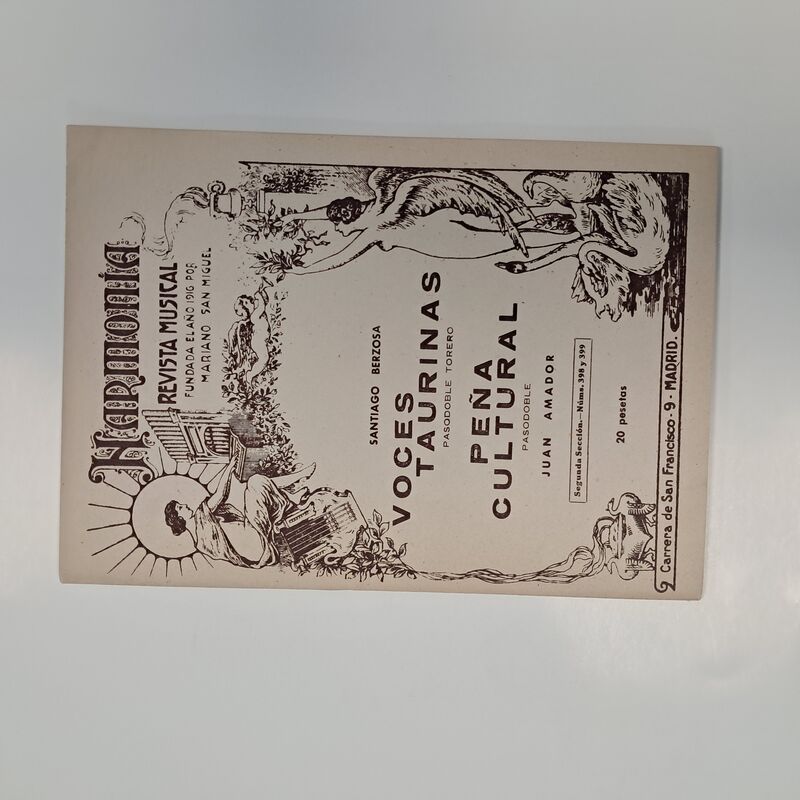 HARMONÍA
REVISTA MUSICAL
FUNDADA EL AÑO 1916 POR
MARIANO SAN MIGUEL
SANTIAGO BERZOSA
VOCES
TAURINAS
PASODOBLE TORERO
PEÑA
CULTURAL
PASODOBLE
JUAN AMADOR
Segunda Sección.—Núms. 398 y 399
20 pesetas
Carrera de San Francisco - 9 - MADRID.